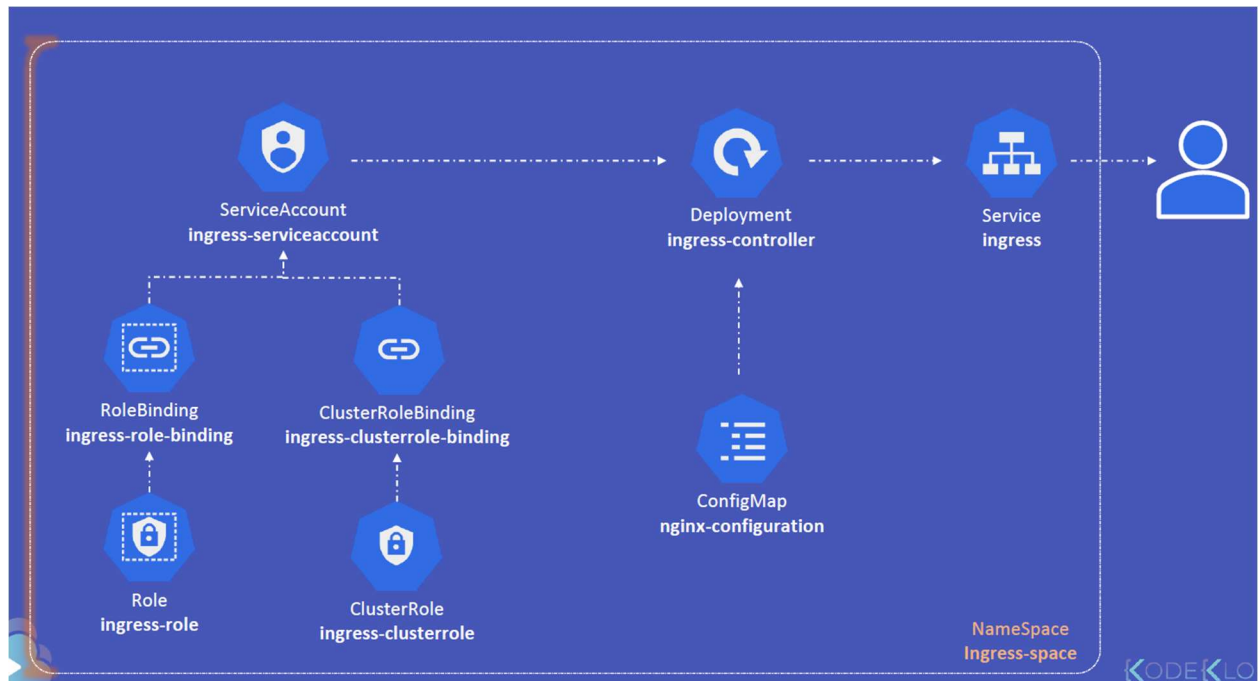 ServiceAccount
ingress-serviceaccount
Deployment
ingress-controller
Service
ingress
RoleBinding
ingress-role-binding
ClusterRoleBinding
ingress-clusterrole-binding
ConfigMap
nginx-configuration
Role
ingress-role
ClusterRole
ingress-clusterrole
NameSpace
Ingress-space
KODEKLO